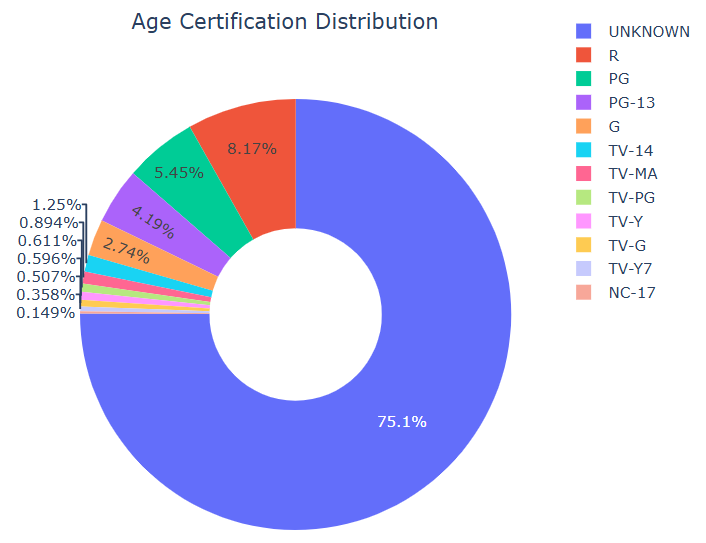 Age Certification Distribution
UNKNOWN
R
PG
PG-13
G
TV-14
TV-MA
TV-PG
TV-Y
TV-G
TV-Y7
NC-17
8.17%
5.45%
4.19%
2.74%
1.25%
0.894%
0.611%
0.596%
0.507%
0.358%
0.149%
75.1%